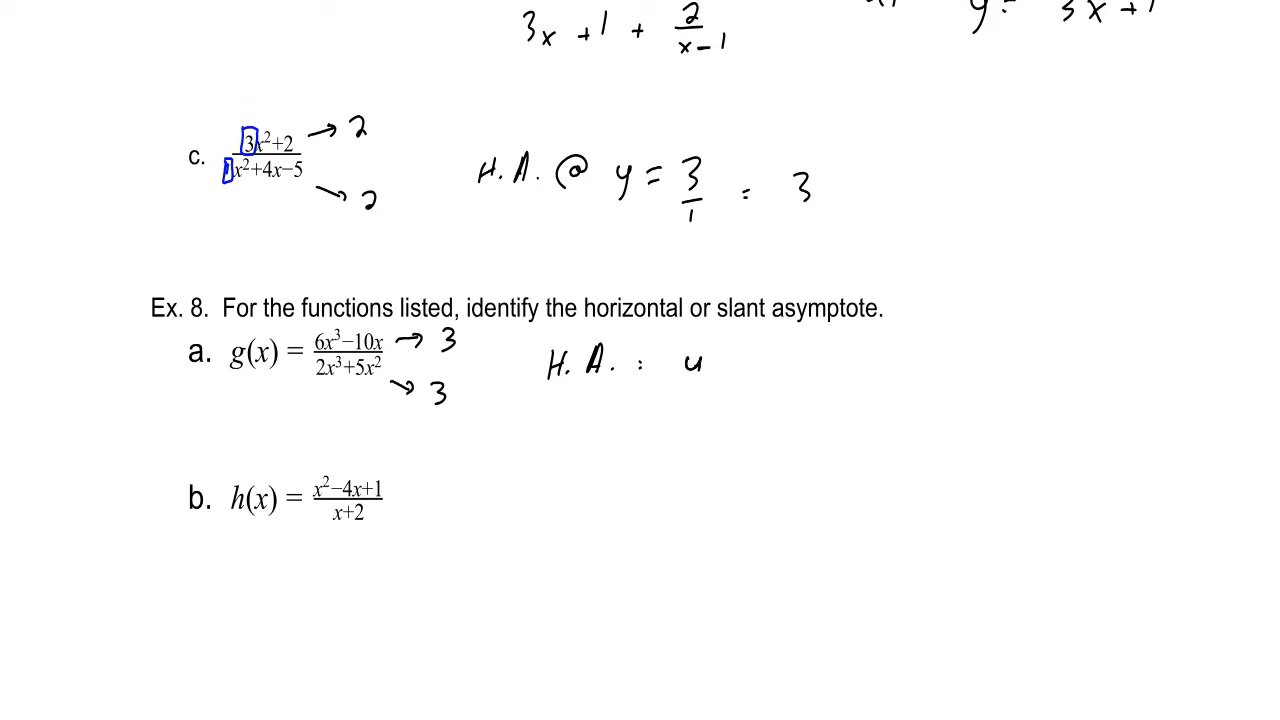 3x + 1 + 2/(x - 1)
y = 3x + 1
c. (3x²+2)/(1x²+4x−5) → 2 → 2 H.A. @ y = 3/1 = 3
Ex. 8. For the functions listed, identify the horizontal or slant asymptote.
a. g(x) = (6x³−10x)/(2x³+5x²) → 3 → 3 H.A. :
b. h(x) = (x²−4x+1)/(x+2)